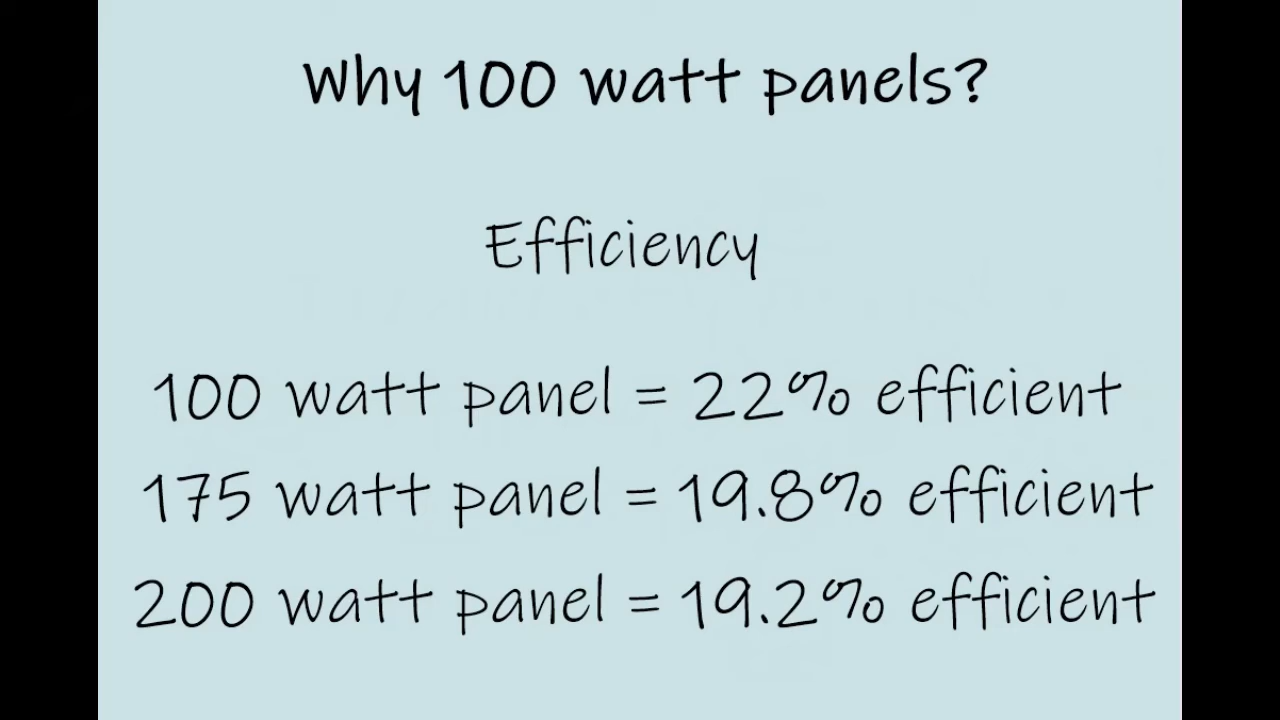 Why 100 watt panels?
Efficiency
100 watt panel = 22% efficient
175 watt panel = 19.8% efficient
200 watt panel = 19.2% efficient